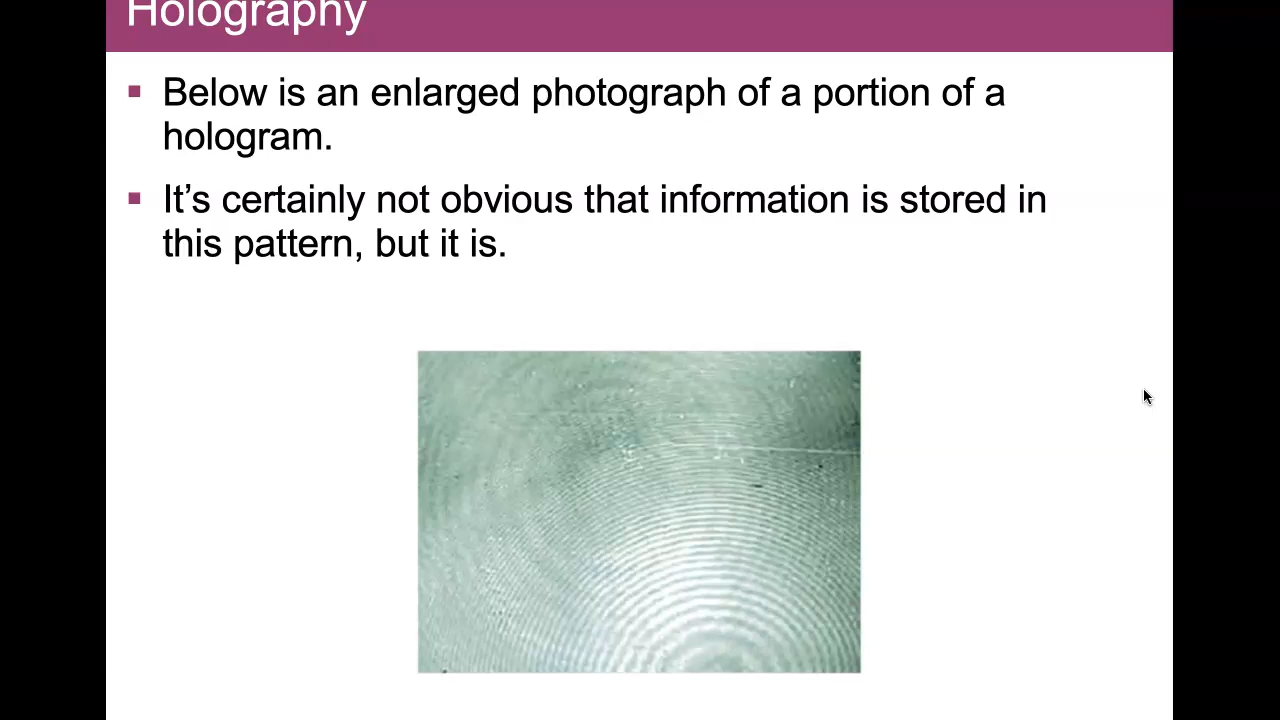 Holography
▪ Below is an enlarged photograph of a portion of a
hologram.
▪ It’s certainly not obvious that information is stored in
this pattern, but it is.